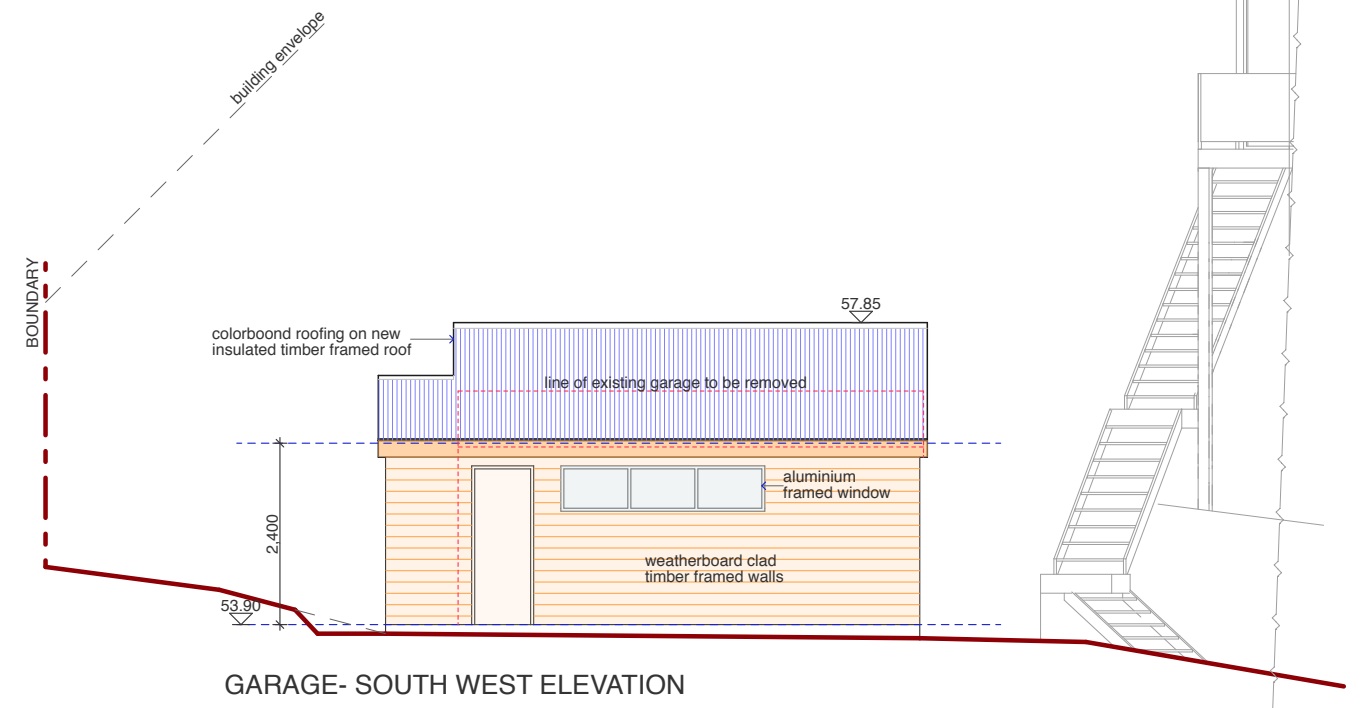 building envelope
BOUNDARY
57.85
colorboond roofing on new
insulated timber framed roof
line of existing garage to be removed
aluminium
framed window
2,400
weatherboard clad
timber framed walls
53.90
GARAGE- SOUTH WEST ELEVATION